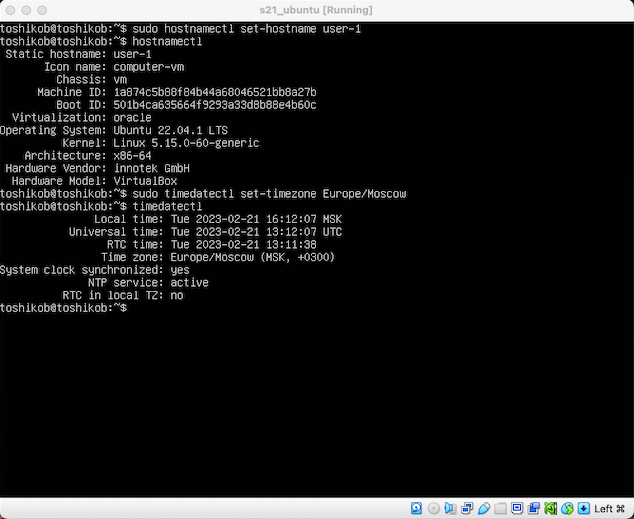 s21_ubuntu [Running]
toshikob@toshikob:~$ sudo hostnamectl set-hostname user-1
toshikob@toshikob:~$ hostnamectl
Static hostname: user-1
Icon name: computer-vm
Chassis: vm
Machine ID: 1a874c5b88f84b44a68046521bb8a27b
Boot ID: 501b4ca635664f9293a33d8b88e4b60c
Virtualization: oracle
Operating System: Ubuntu 22.04.1 LTS
Kernel: Linux 5.15.0-60-generic
Architecture: x86-64
Hardware Vendor: innotek GmbH
Hardware Model: VirtualBox
toshikob@toshikob:~$ sudo timedatectl set-timezone Europe/Moscow
toshikob@toshikob:~$ timedatectl
Local time: Tue 2023-02-21 16:12:07 MSK
Universal time: Tue 2023-02-21 13:12:07 UTC
RTC time: Tue 2023-02-21 13:11:38
Time zone: Europe/Moscow (MSK, +0300)
System clock synchronized: yes
NTP service: active
RTC in local TZ: no
toshikob@toshikob:~$
Left ⌘